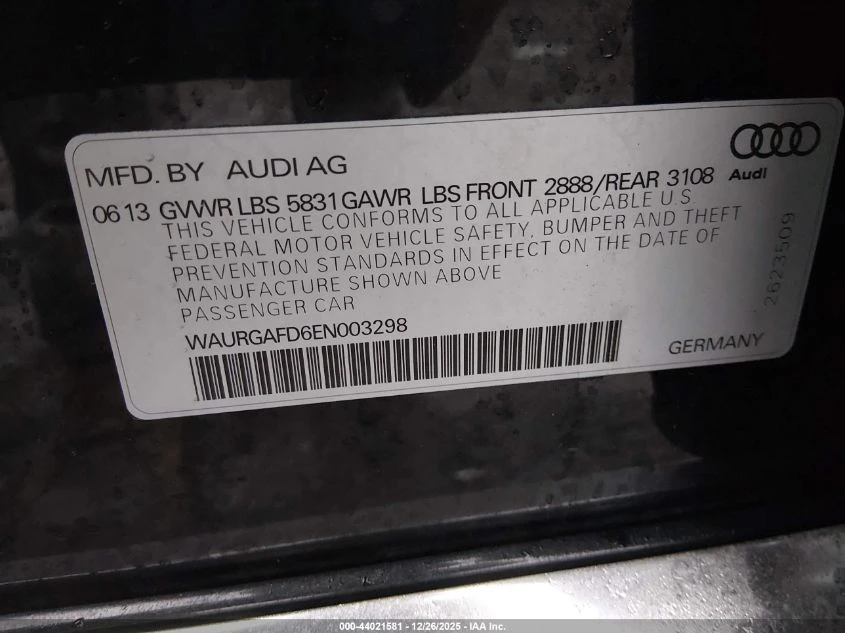 MFD. BY AUDI AG
Audi
06 13 GVWR LBS 5831 GAWR LBS FRONT 2888/REAR 3108
THIS VEHICLE CONFORMS TO ALL APPLICABLE U.S.
FEDERAL MOTOR VEHICLE SAFETY, BUMPER AND THEFT
PREVENTION STANDARDS IN EFFECT ON THE DATE OF
MANUFACTURE SHOWN ABOVE
PASSENGER CAR
2623509
WAURGAFD6EN003298
GERMANY
000-44021581 - 12/26/2025 - IAA Inc.